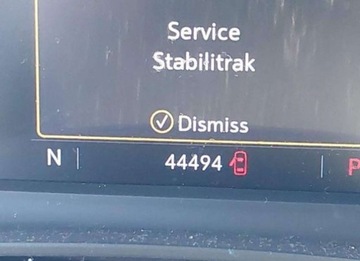 Service
Stabilitrak
Dismiss
N 44494 P